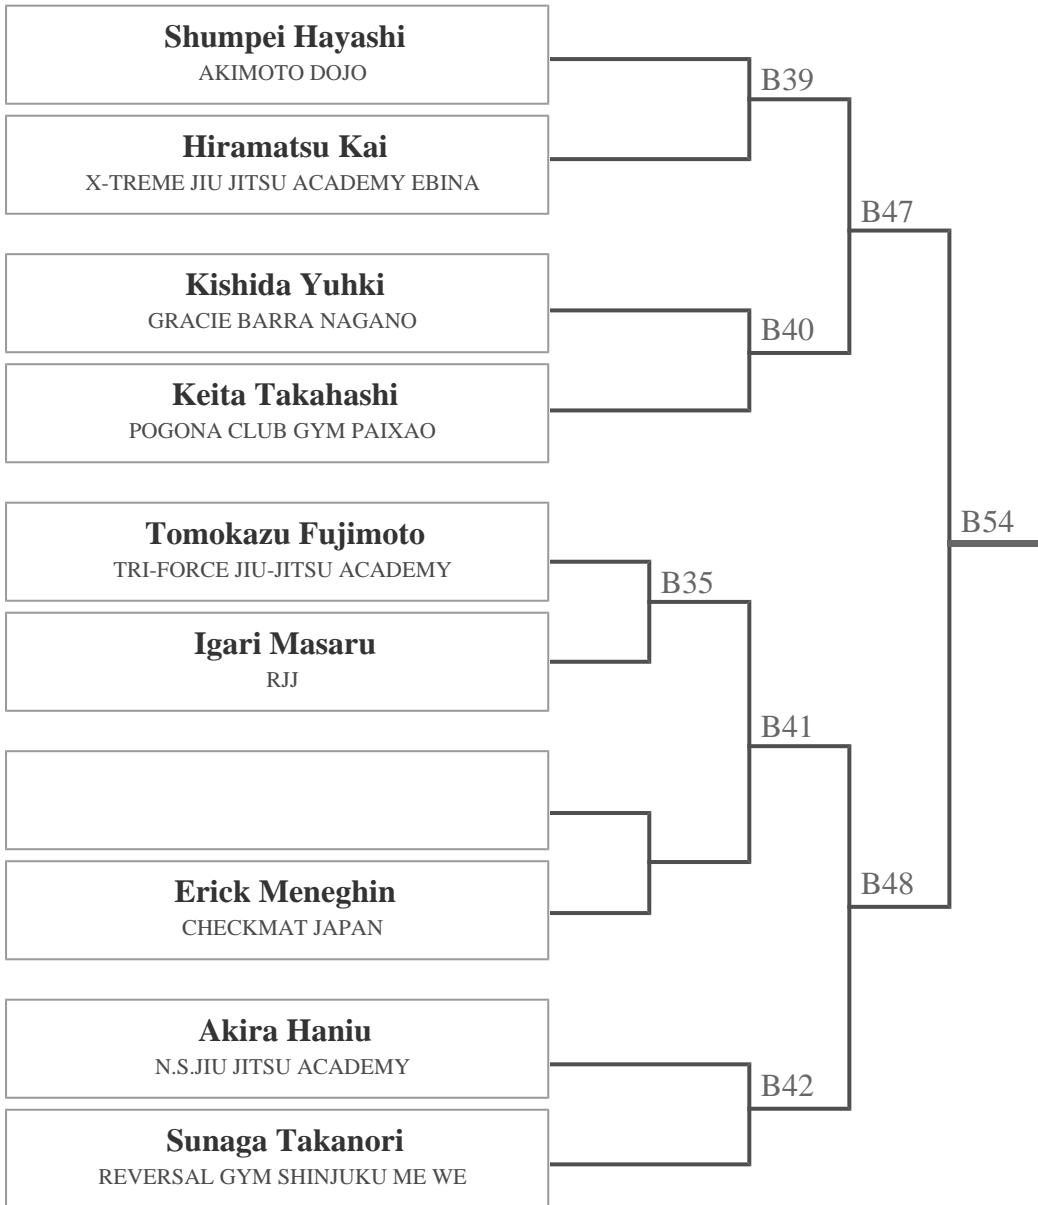 Shumpei Hayashi
AKIMOTO DOJO
B39
Hiramatsu Kai
X-TREME JIU JITSU ACADEMY EBINA
B47
Kishida Yuhki
GRACIE BARRA NAGANO
B40
Keita Takahashi
POGONA CLUB GYM PAIXAO
Tomokazu Fujimoto
TRI-FORCE JIU-JITSU ACADEMY
B54
B35
Igari Masaru
RJJ
B41
Erick Meneghin
CHECKMAT JAPAN
B48
Akira Haniu
N.S.JIU JITSU ACADEMY
B42
Sunaga Takanori
REVERSAL GYM SHINJUKU ME WE